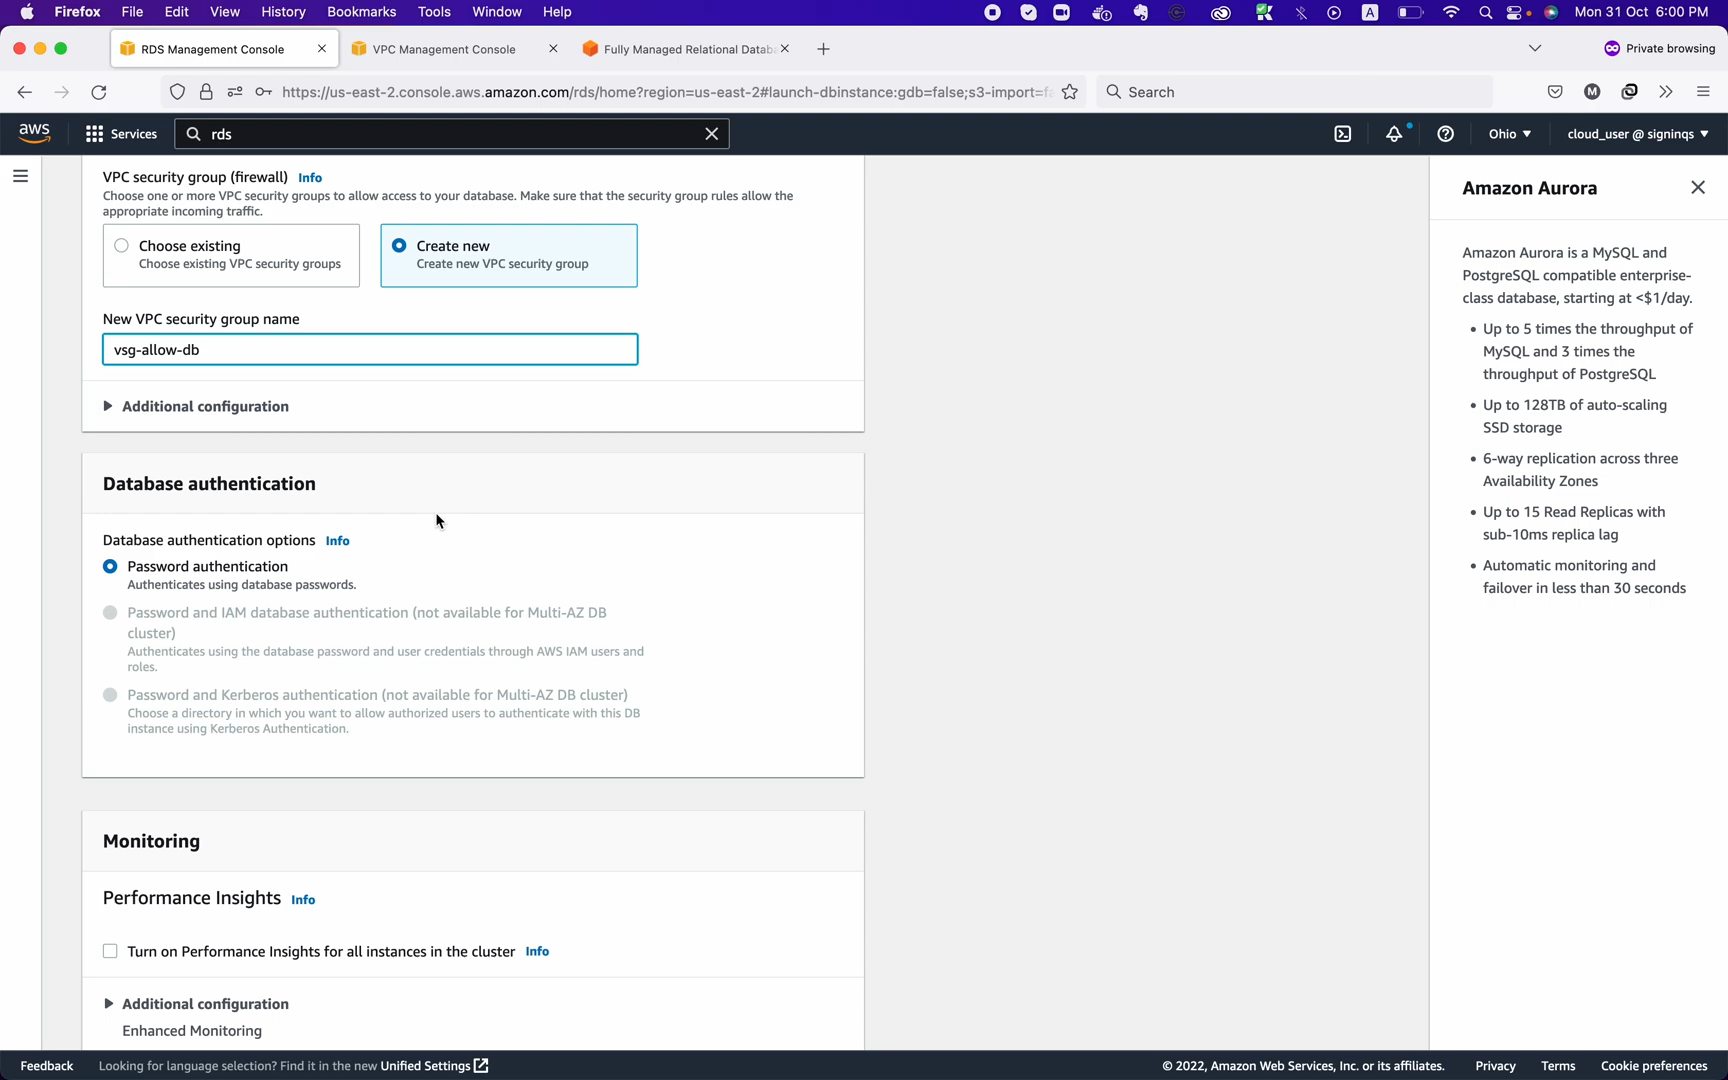 Firefox File Edit View History Bookmarks Tools Window Help
A
Mon 31 Oct 6:00 PM
RDS Management Console
VPC Management Console
Fully Managed Relational Databa
Private browsing
https://us-east-2.console.aws.amazon.com/rds/home?region=us-east-2#launch-dbinstance:gdb=false;s3-import=fa
Search
M
aws
Services
rds
Ohio
cloud_user @ signinqs
VPC security group (firewall) Info
Choose one or more VPC security groups to allow access to your database. Make sure that the security group rules allow the
appropriate incoming traffic.
Choose existing
Choose existing VPC security groups
Create new
Create new VPC security group
New VPC security group name
vsg-allow-db
Additional configuration
Database authentication
Database authentication options Info
Password authentication
Authenticates using database passwords.
Password and IAM database authentication (not available for Multi-AZ DB
cluster)
Authenticates using the database password and user credentials through AWS IAM users and
roles.
Password and Kerberos authentication (not available for Multi-AZ DB cluster)
Choose a directory in which you want to allow authorized users to authenticate with this DB
instance using Kerberos Authentication.
Monitoring
Performance Insights Info
Turn on Performance Insights for all instances in the cluster Info
Additional configuration
Enhanced Monitoring
Amazon Aurora
Amazon Aurora is a MySQL and
PostgreSQL compatible enterprise-
class database, starting at <$1/day.
• Up to 5 times the throughput of
MySQL and 3 times the
throughput of PostgreSQL
• Up to 128TB of auto-scaling
SSD storage
• 6-way replication across three
Availability Zones
• Up to 15 Read Replicas with
sub-10ms replica lag
• Automatic monitoring and
failover in less than 30 seconds
Feedback
Looking for language selection? Find it in the new Unified Settings
© 2022, Amazon Web Services, Inc. or its affiliates.
Privacy
Terms
Cookie preferences